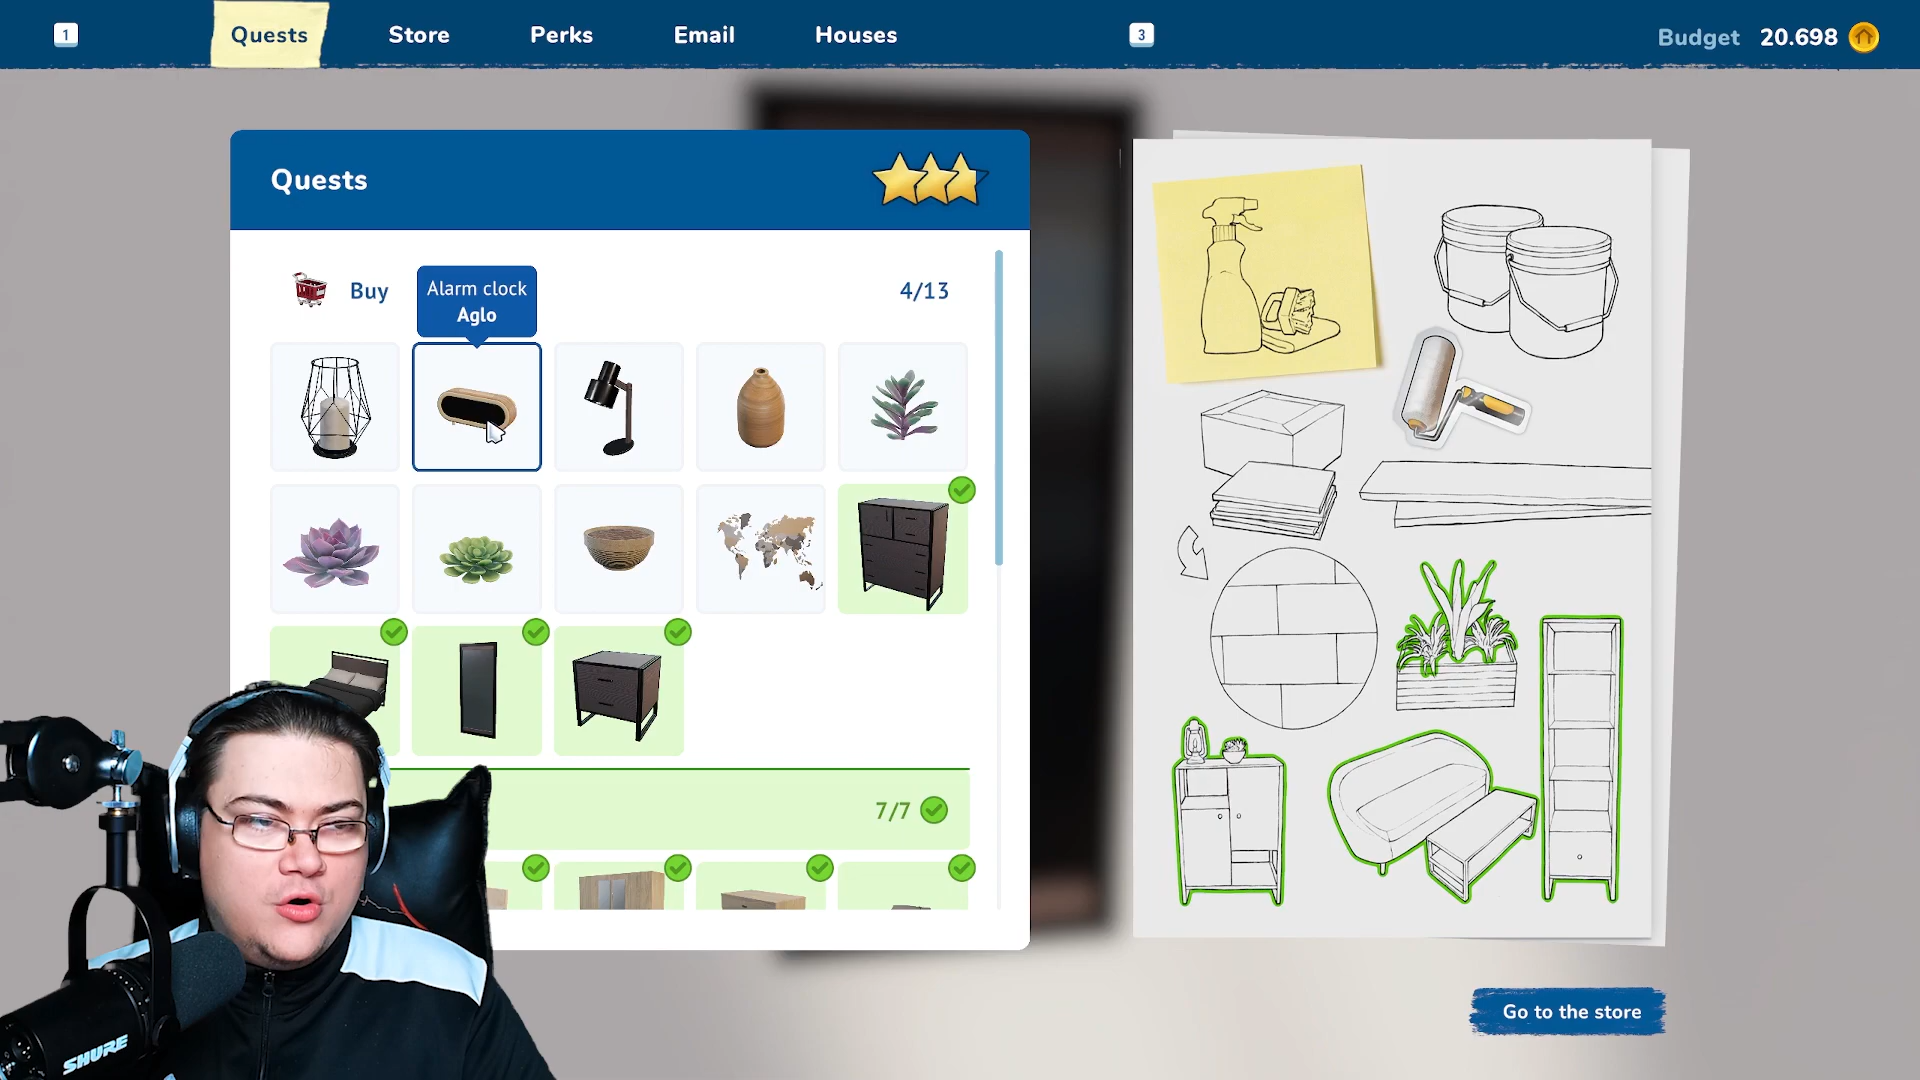 1
Quests
Store
Perks
Email
Houses
3
Budget 20.698
Quests
Buy
Alarm clock
Aglo
4/13
7/7
Go to the store
SHURE